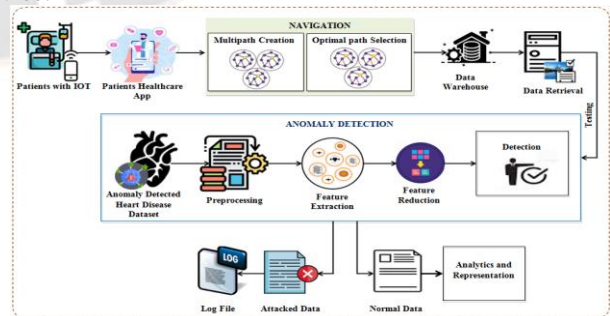 NAVIGATION
Multipath Creation
Optimal path Selection
Patients with IOT
Patients Healthcare
App
Data
Warehouse
Data Retrieval
Testing
ANOMALY DETECTION
Anomaly Detected
Heart Disease
Dataset
Preprocessing
Feature
Extraction
Feature
Reduction
Detection
LOG
Log File
Attacked Data
Normal Data
Analytics and
Representation